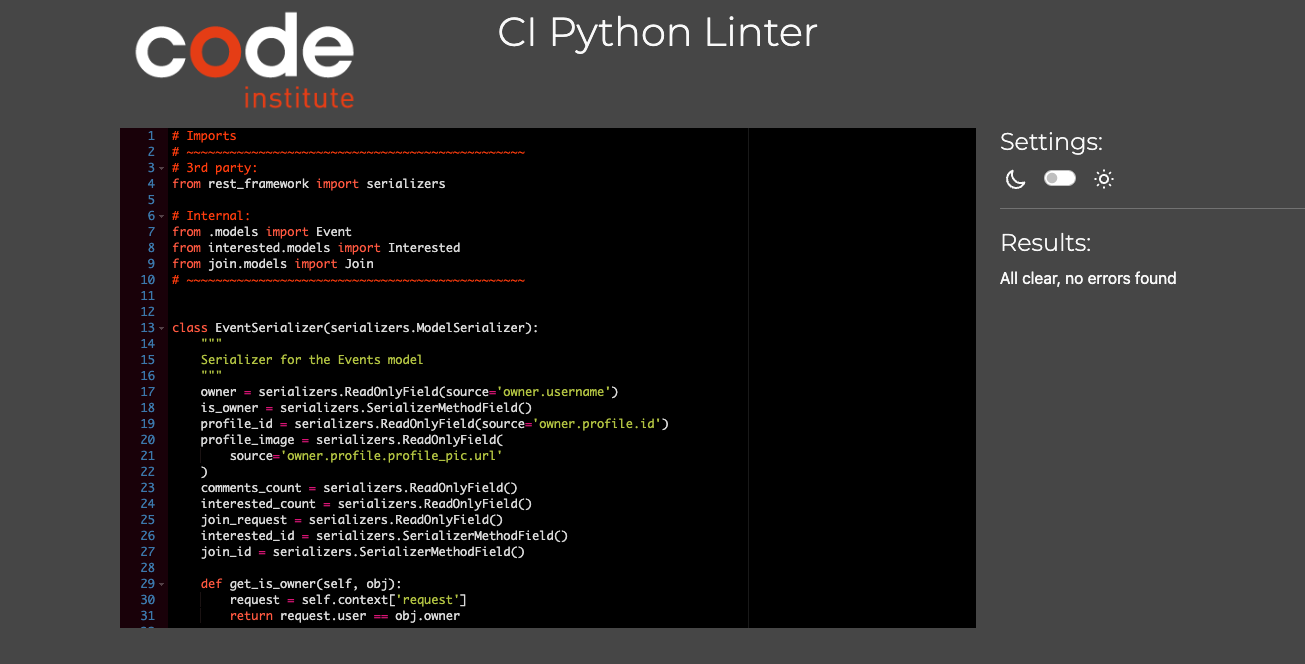 code
institute
CI Python Linter
1 # Imports
2 # ~~~~~~~~~~~~~~~~~~~~~~~~~~~~~~~~~~~~~~~~~~~~~~~
3 # 3rd party:
4 from rest_framework import serializers
5
6 # Internal:
7 from .models import Event
8 from interested.models import Interested
9 from join.models import Join
10 # ~~~~~~~~~~~~~~~~~~~~~~~~~~~~~~~~~~~~~~~~~~~~~~~
11
12
13 class EventSerializer(serializers.ModelSerializer):
14     """
15     Serializer for the Events model
16     """
17     owner = serializers.ReadOnlyField(source='owner.username')
18     is_owner = serializers.SerializerMethodField()
19     profile_id = serializers.ReadOnlyField(source='owner.profile.id')
20     profile_image = serializers.ReadOnlyField(
21         source='owner.profile.profile_pic.url'
22     )
23     comments_count = serializers.ReadOnlyField()
24     interested_count = serializers.ReadOnlyField()
25     join_request = serializers.ReadOnlyField()
26     interested_id = serializers.SerializerMethodField()
27     join_id = serializers.SerializerMethodField()
28
29     def get_is_owner(self, obj):
30         request = self.context['request']
31         return request.user == obj.owner
Settings:
Results:
All clear, no errors found